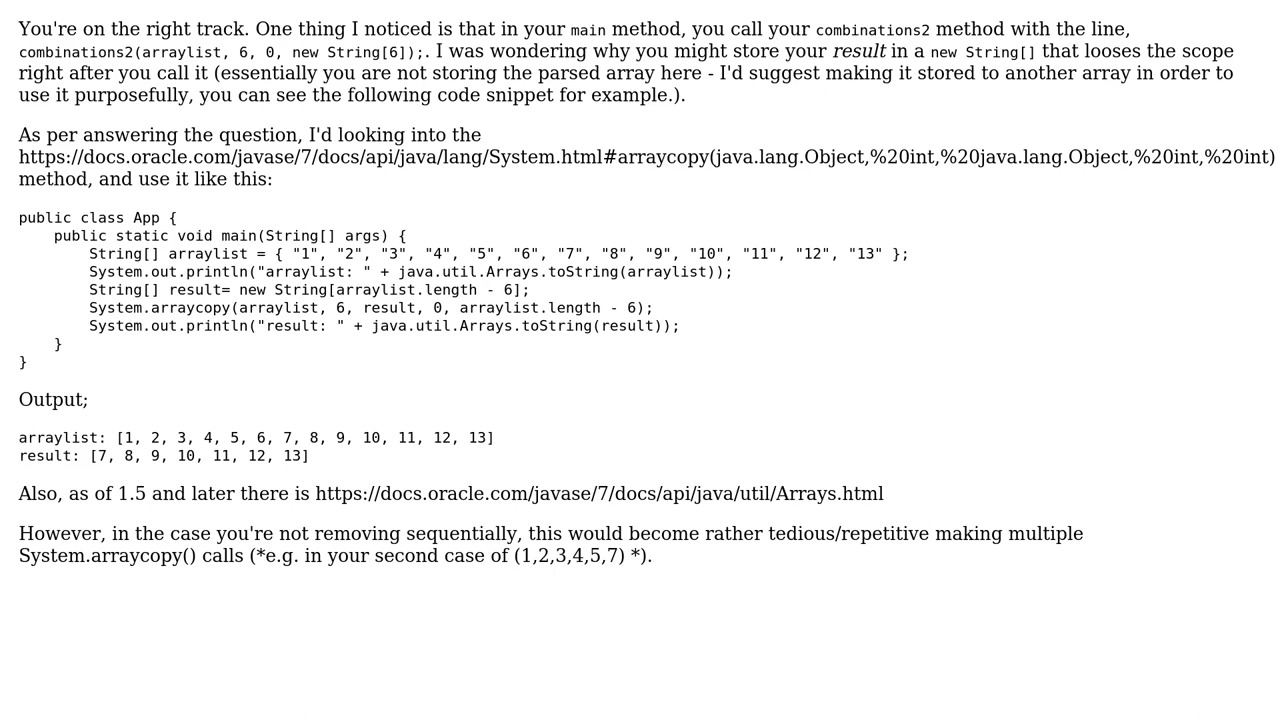 You're on the right track. One thing I noticed is that in your main method, you call your combinations2 method with the line,
combinations2(arraylist, 6, 0, new String[6]);. I was wondering why you might store your result in a new String[] that looses the scope
right after you call it (essentially you are not storing the parsed array here - I'd suggest making it stored to another array in order to
use it purposefully, you can see the following code snippet for example.).
As per answering the question, I'd looking into the
https://docs.oracle.com/javase/7/docs/api/java/lang/System.html#arraycopy(java.lang.Object,%20int,%20java.lang.Object,%20int,%20int)
method, and use it like this:
public class App {
    public static void main(String[] args) {
        String[] arraylist = { "1", "2", "3", "4", "5", "6", "7", "8", "9", "10", "11", "12", "13" };
        System.out.println("arraylist: " + java.util.Arrays.toString(arraylist));
        String[] result= new String[arraylist.length - 6];
        System.arraycopy(arraylist, 6, result, 0, arraylist.length - 6);
        System.out.println("result: " + java.util.Arrays.toString(result));
    }
}
Output;
arraylist: [1, 2, 3, 4, 5, 6, 7, 8, 9, 10, 11, 12, 13]
result: [7, 8, 9, 10, 11, 12, 13]
Also, as of 1.5 and later there is https://docs.oracle.com/javase/7/docs/api/java/util/Arrays.html
However, in the case you're not removing sequentially, this would become rather tedious/repetitive making multiple
System.arraycopy() calls (*e.g. in your second case of (1,2,3,4,5,7) *).